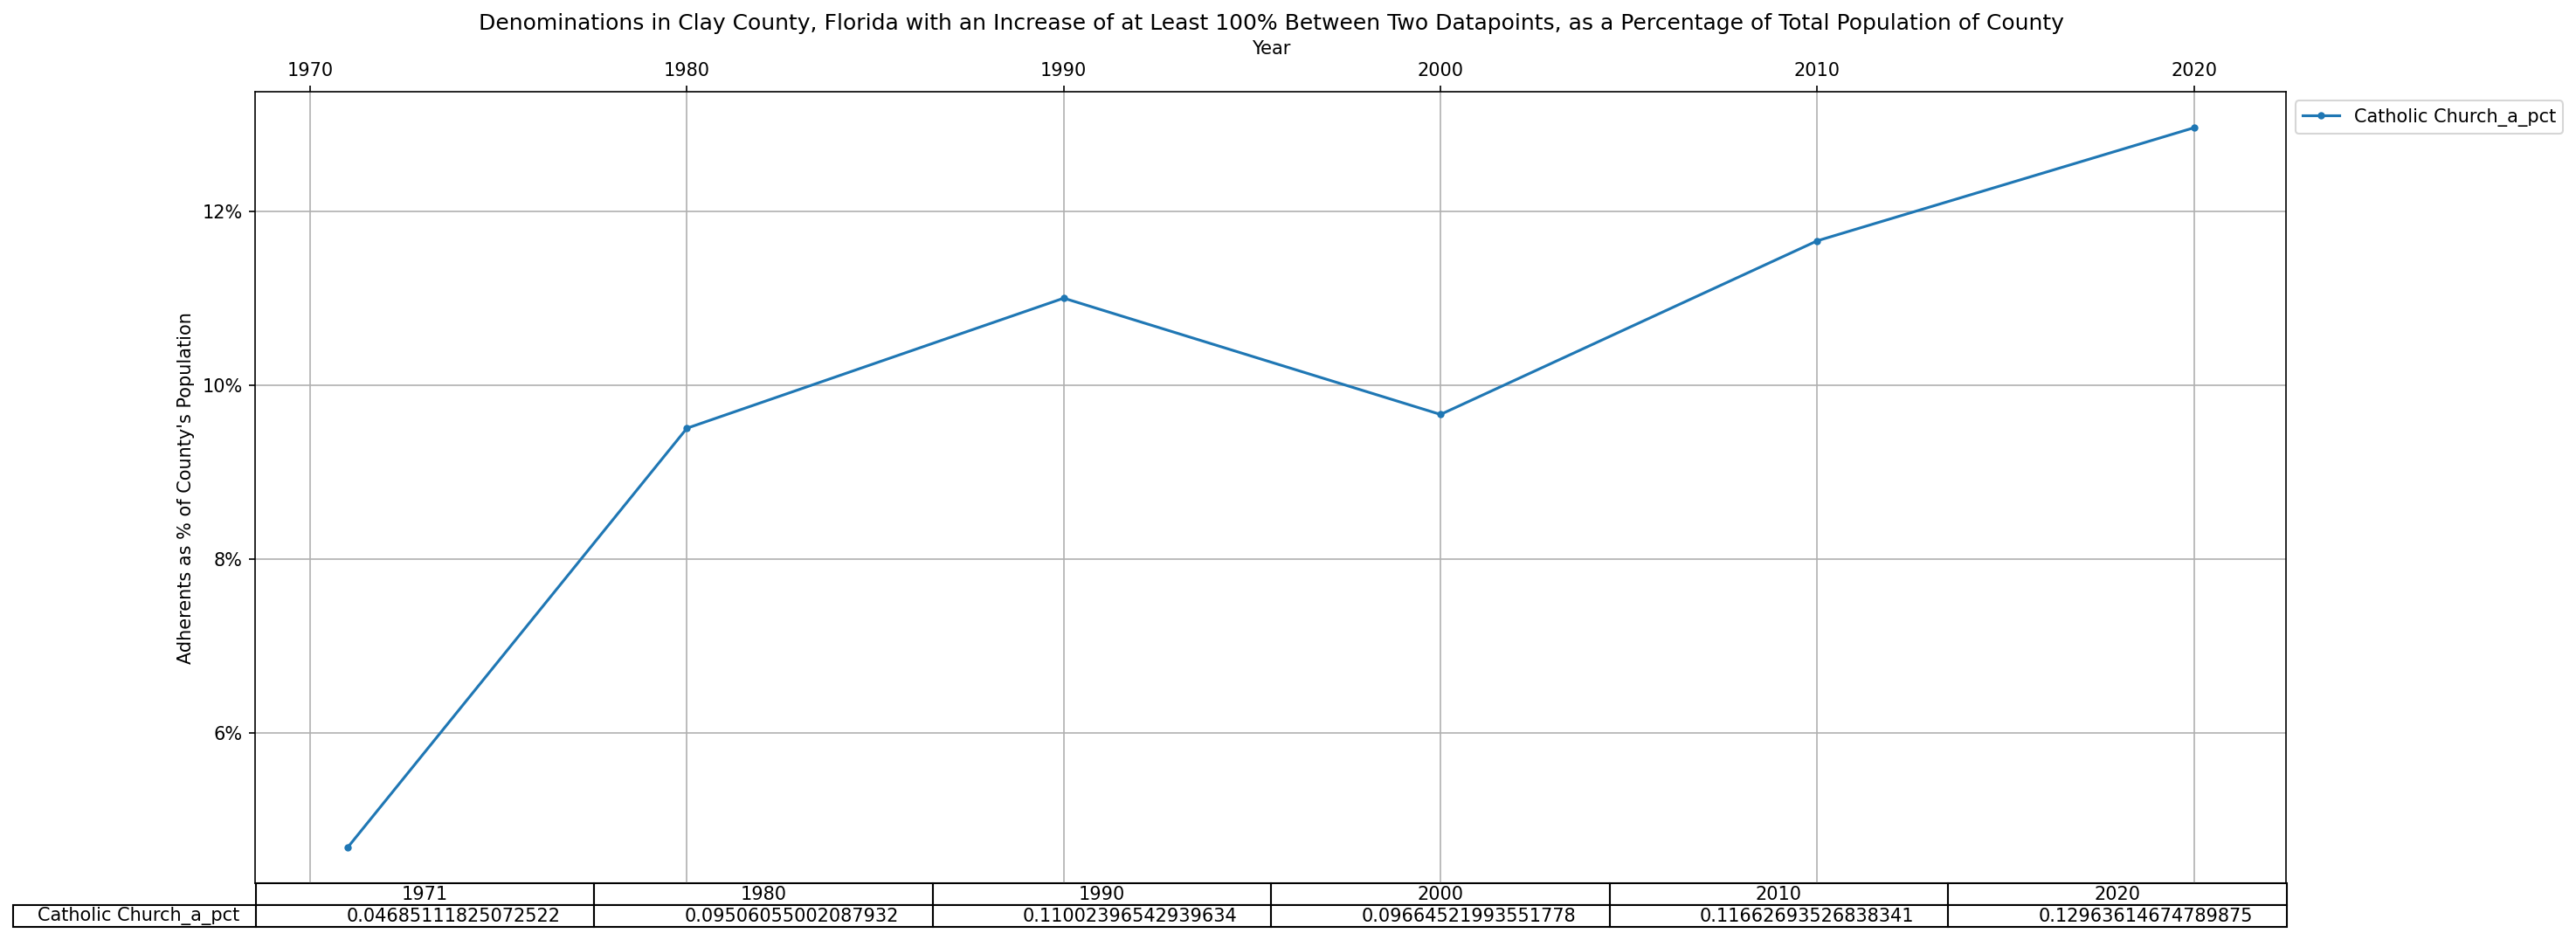 Denominations in Clay County, Florida with an Increase of at Least 100% Between Two Datapoints, as a Percentage of Total Population of County
Year
1970 1980 1990 2000 2010 2020
Catholic Church_a_pct
12%
10%
8%
6%
Adherents as % of County's Population
1971 1980 1990 2000 2010 2020
Catholic Church_a_pct 0.04685111825072522 0.09506055002087932 0.11002396542939634 0.09664521993551778 0.11662693526838341 0.12963614674789875